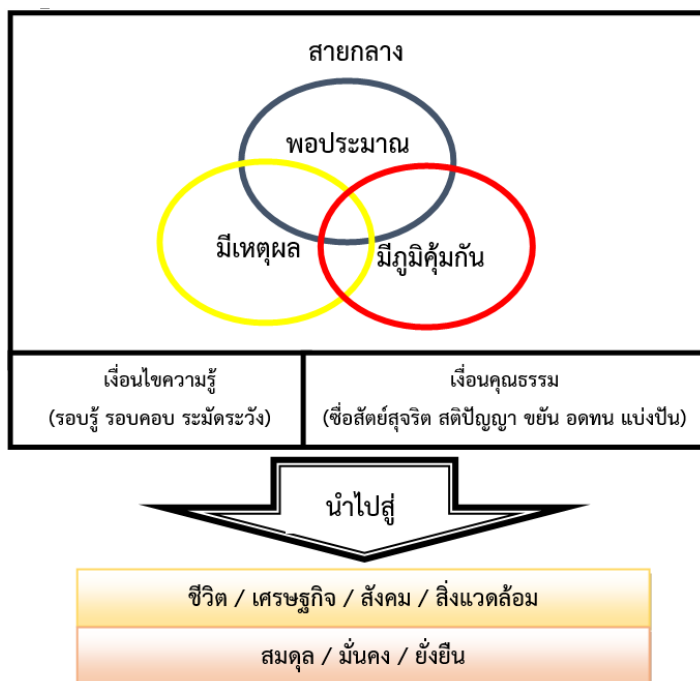 สายกลาง
พอประมาณ
มีเหตุผล
มีภูมิคุ้มกัน
เงื่อนไขความรู้
(รอบรู้ รอบคอบ ระมัดระวัง)
เงื่อนคุณธรรม
(ซื่อสัตย์สุจริต สติปัญญา ขยัน อดทน แบ่งปัน)
นำไปสู่
ชีวิต / เศรษฐกิจ / สังคม / สิ่งแวดล้อม
สมดุล / มั่นคง / ยั่งยืน